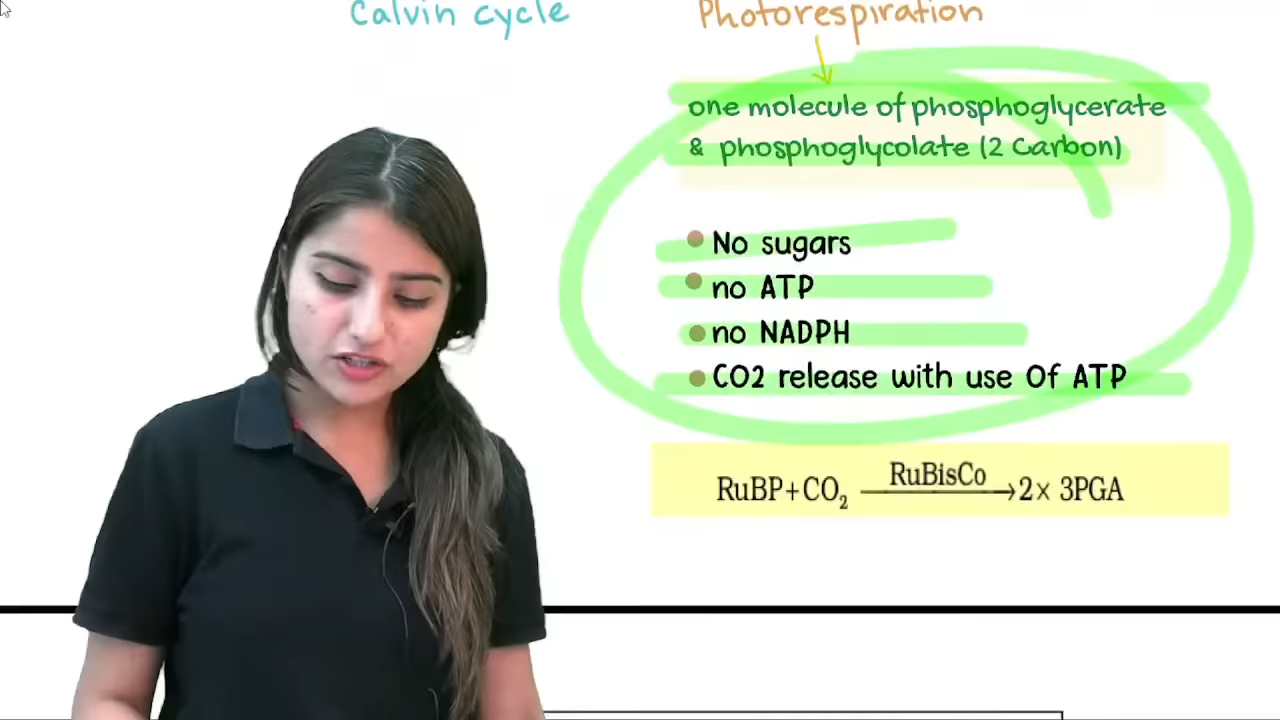 Calvin cycle
Photorespiration
one molecule of phosphoglycerate
& phosphoglycolate (2 Carbon)
No sugars
no ATP
no NADPH
CO2 release with use Of ATP
RuBisCo
RuBP+CO₂ ⟶ 2× 3PGA